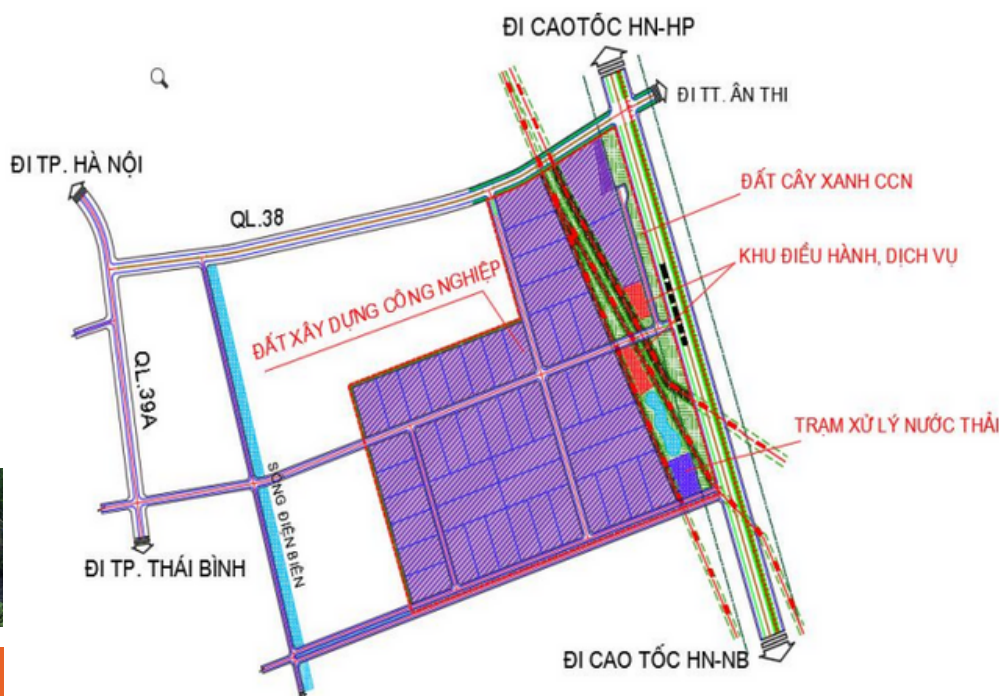 ĐI CAOTỐC HN-HP
ĐI TT. ÂN THI
ĐI TP. HÀ NỘI
ĐẤT CÂY XANH CCN
QL.38
KHU ĐIỀU HÀNH, DỊCH VỤ
ĐẤT XÂY DỰNG CÔNG NGHIỆP
QL.39A
TRẠM XỬ LÝ NƯỚC THẢI
SÔNG ĐIỆN BIÊN
ĐI TP. THÁI BÌNH
ĐI CAO TỐC HN-NB